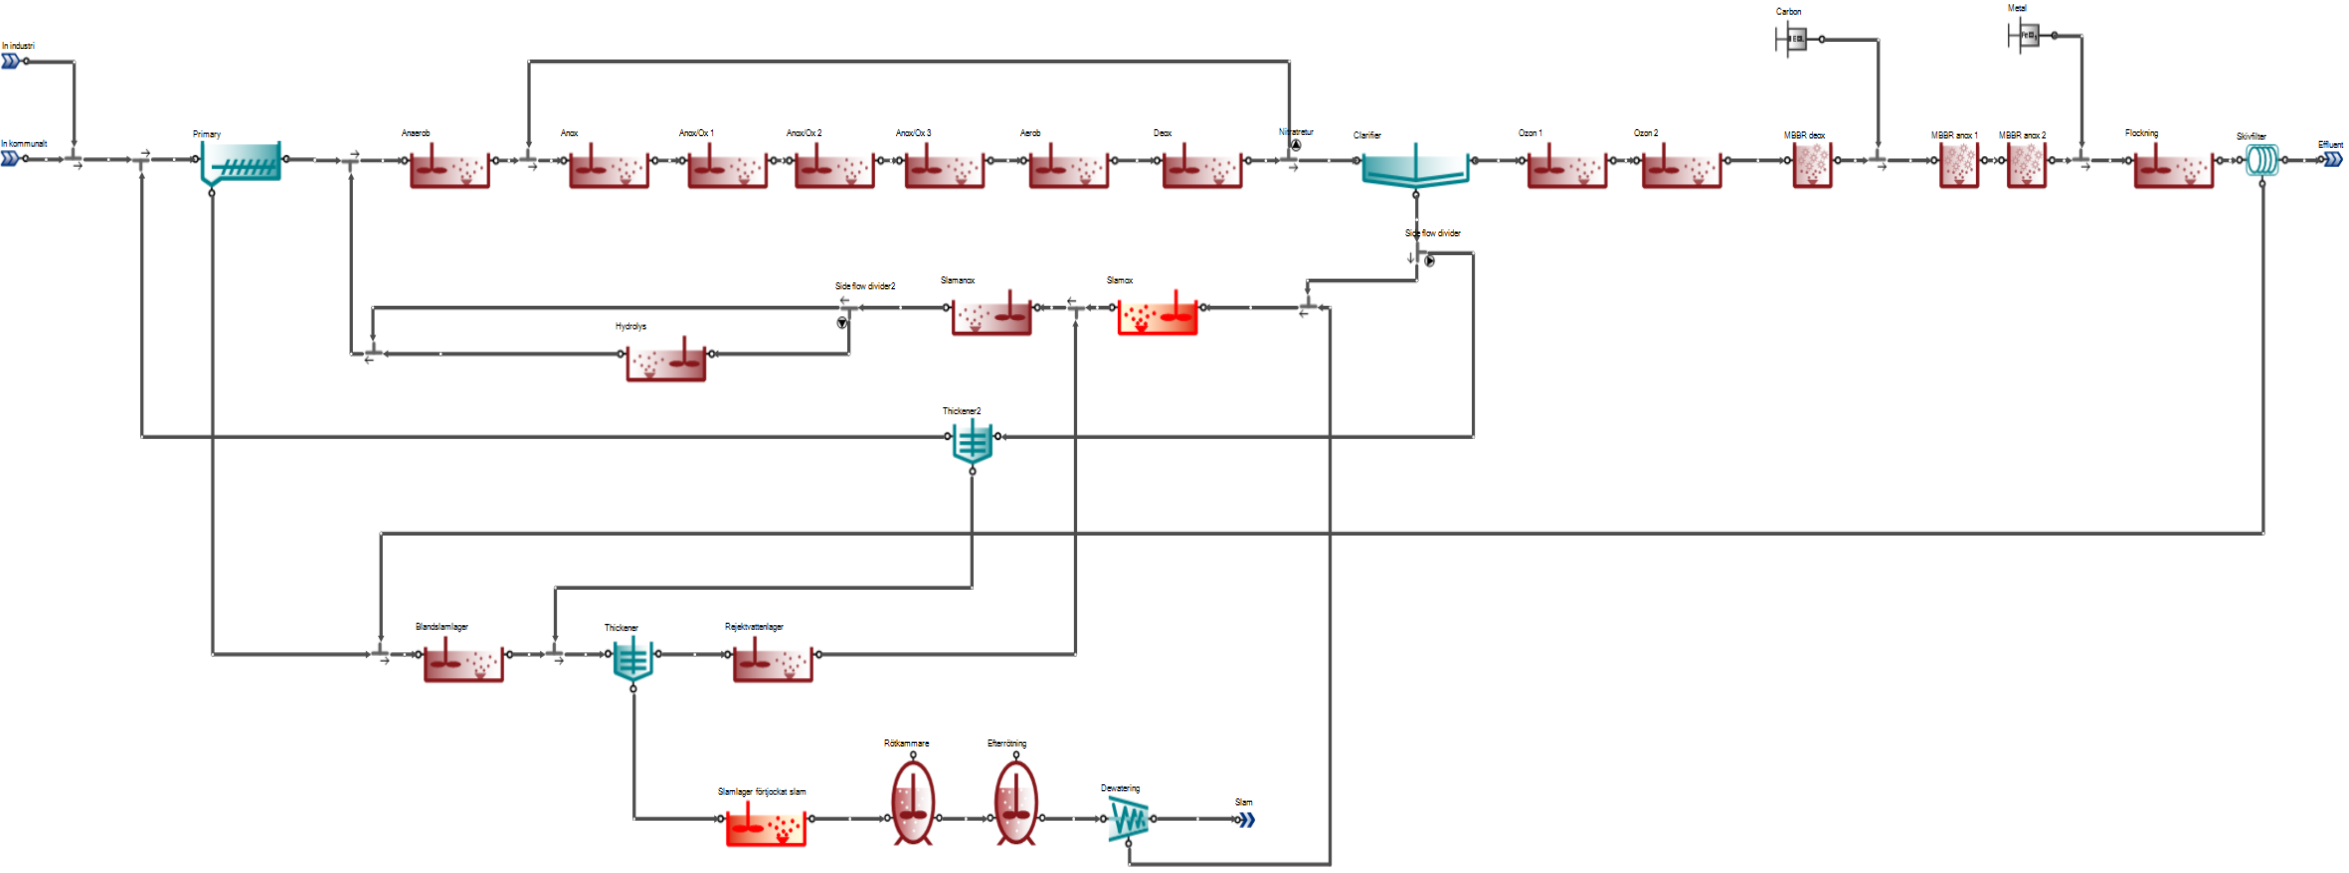 Carbon
Metal
In industri
In kommunalt
Primary
Anaerob
Anox
Anox/Ox 1
Anox/Ox 2
Anox/Ox 3
Aerob
Deox
Nitratretur
Clarifier
Ozon 1
Ozon 2
MBBR deox
MBBR anox 1
MBBR anox 2
Flockning
Skivfilter
Effluent
Side flow divider
Side flow divider2
Slamanox
Slamox
Hydrolys
Thickener2
Blandslamlager
Thickener
Rejektvattenlager
Rötkammare
Efterrötning
Slamlager förtjockat slam
Dewatering
Slam